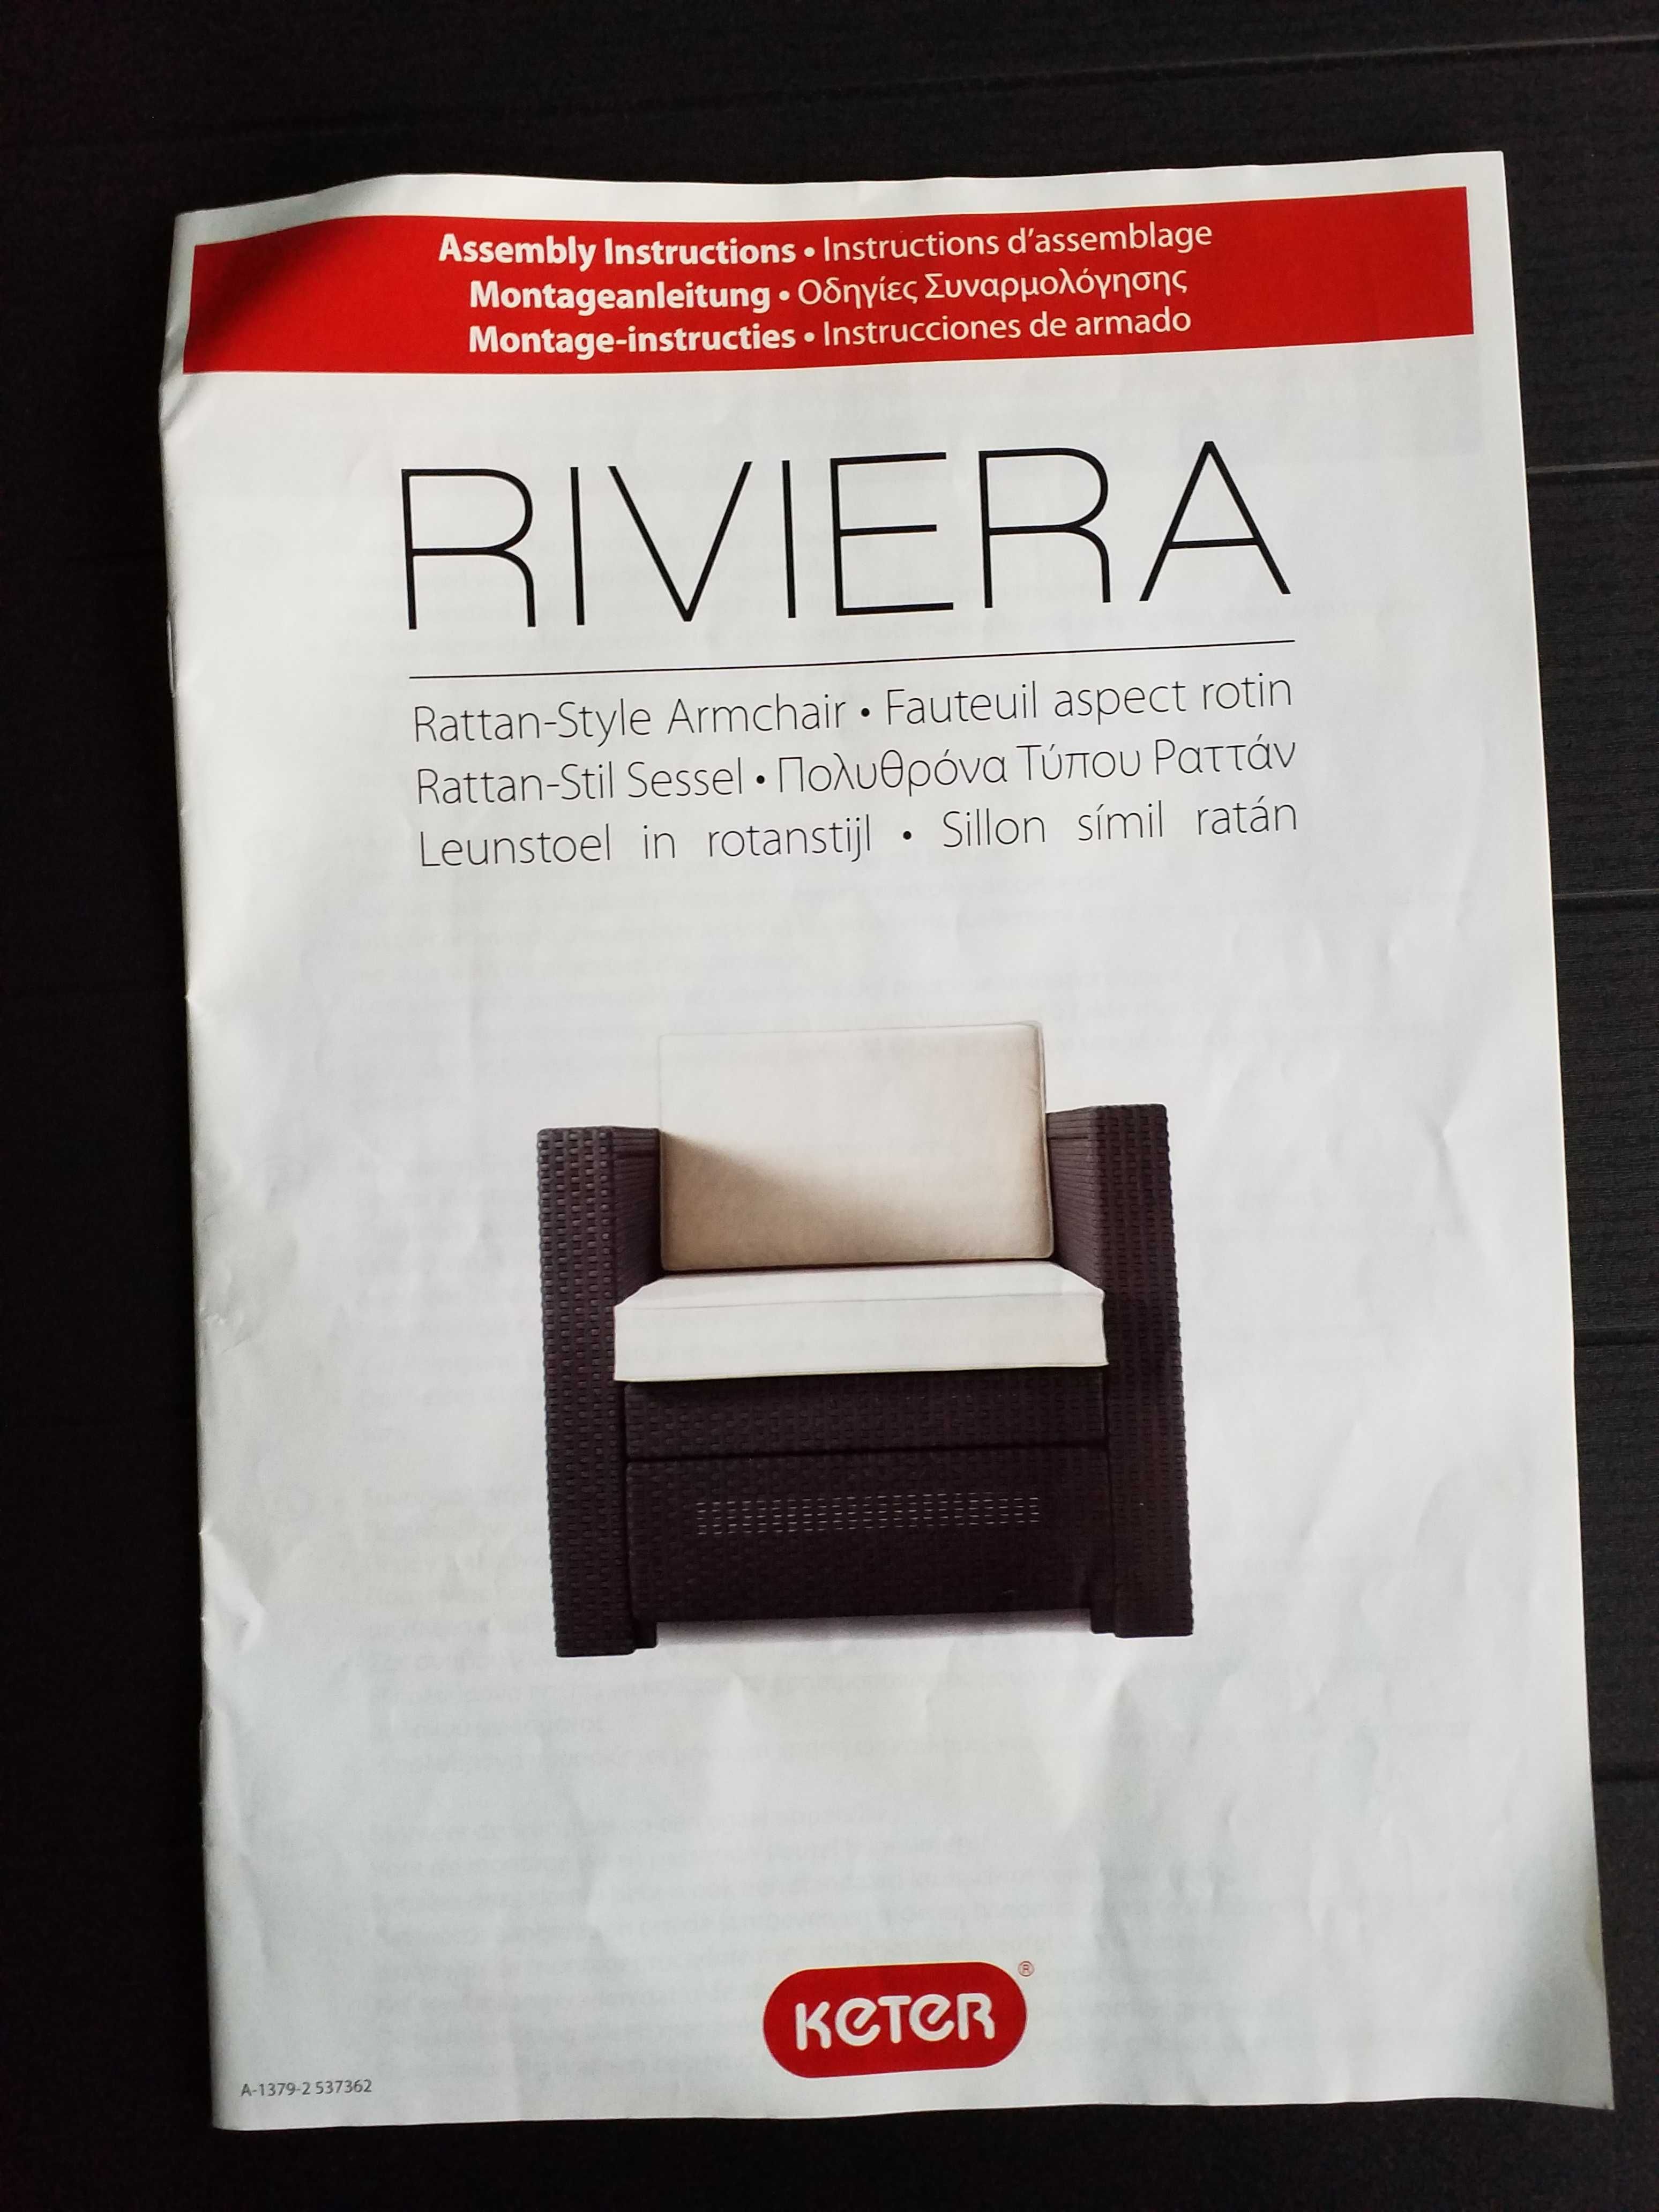 Assembly Instructions • Instructions d'assemblage
Montageanleitung • Οδηγίες Συναρμολόγησης
Montage-instructies • Instrucciones de armado
RIVIERA
Rattan-Style Armchair • Fauteuil aspect rotin
Rattan-Stil Sessel • Πολυθρόνα Τύπου Ραττάν
Leunstoel in rotanstijl • Sillon símil ratán
KETER®
A-1379-2 537362